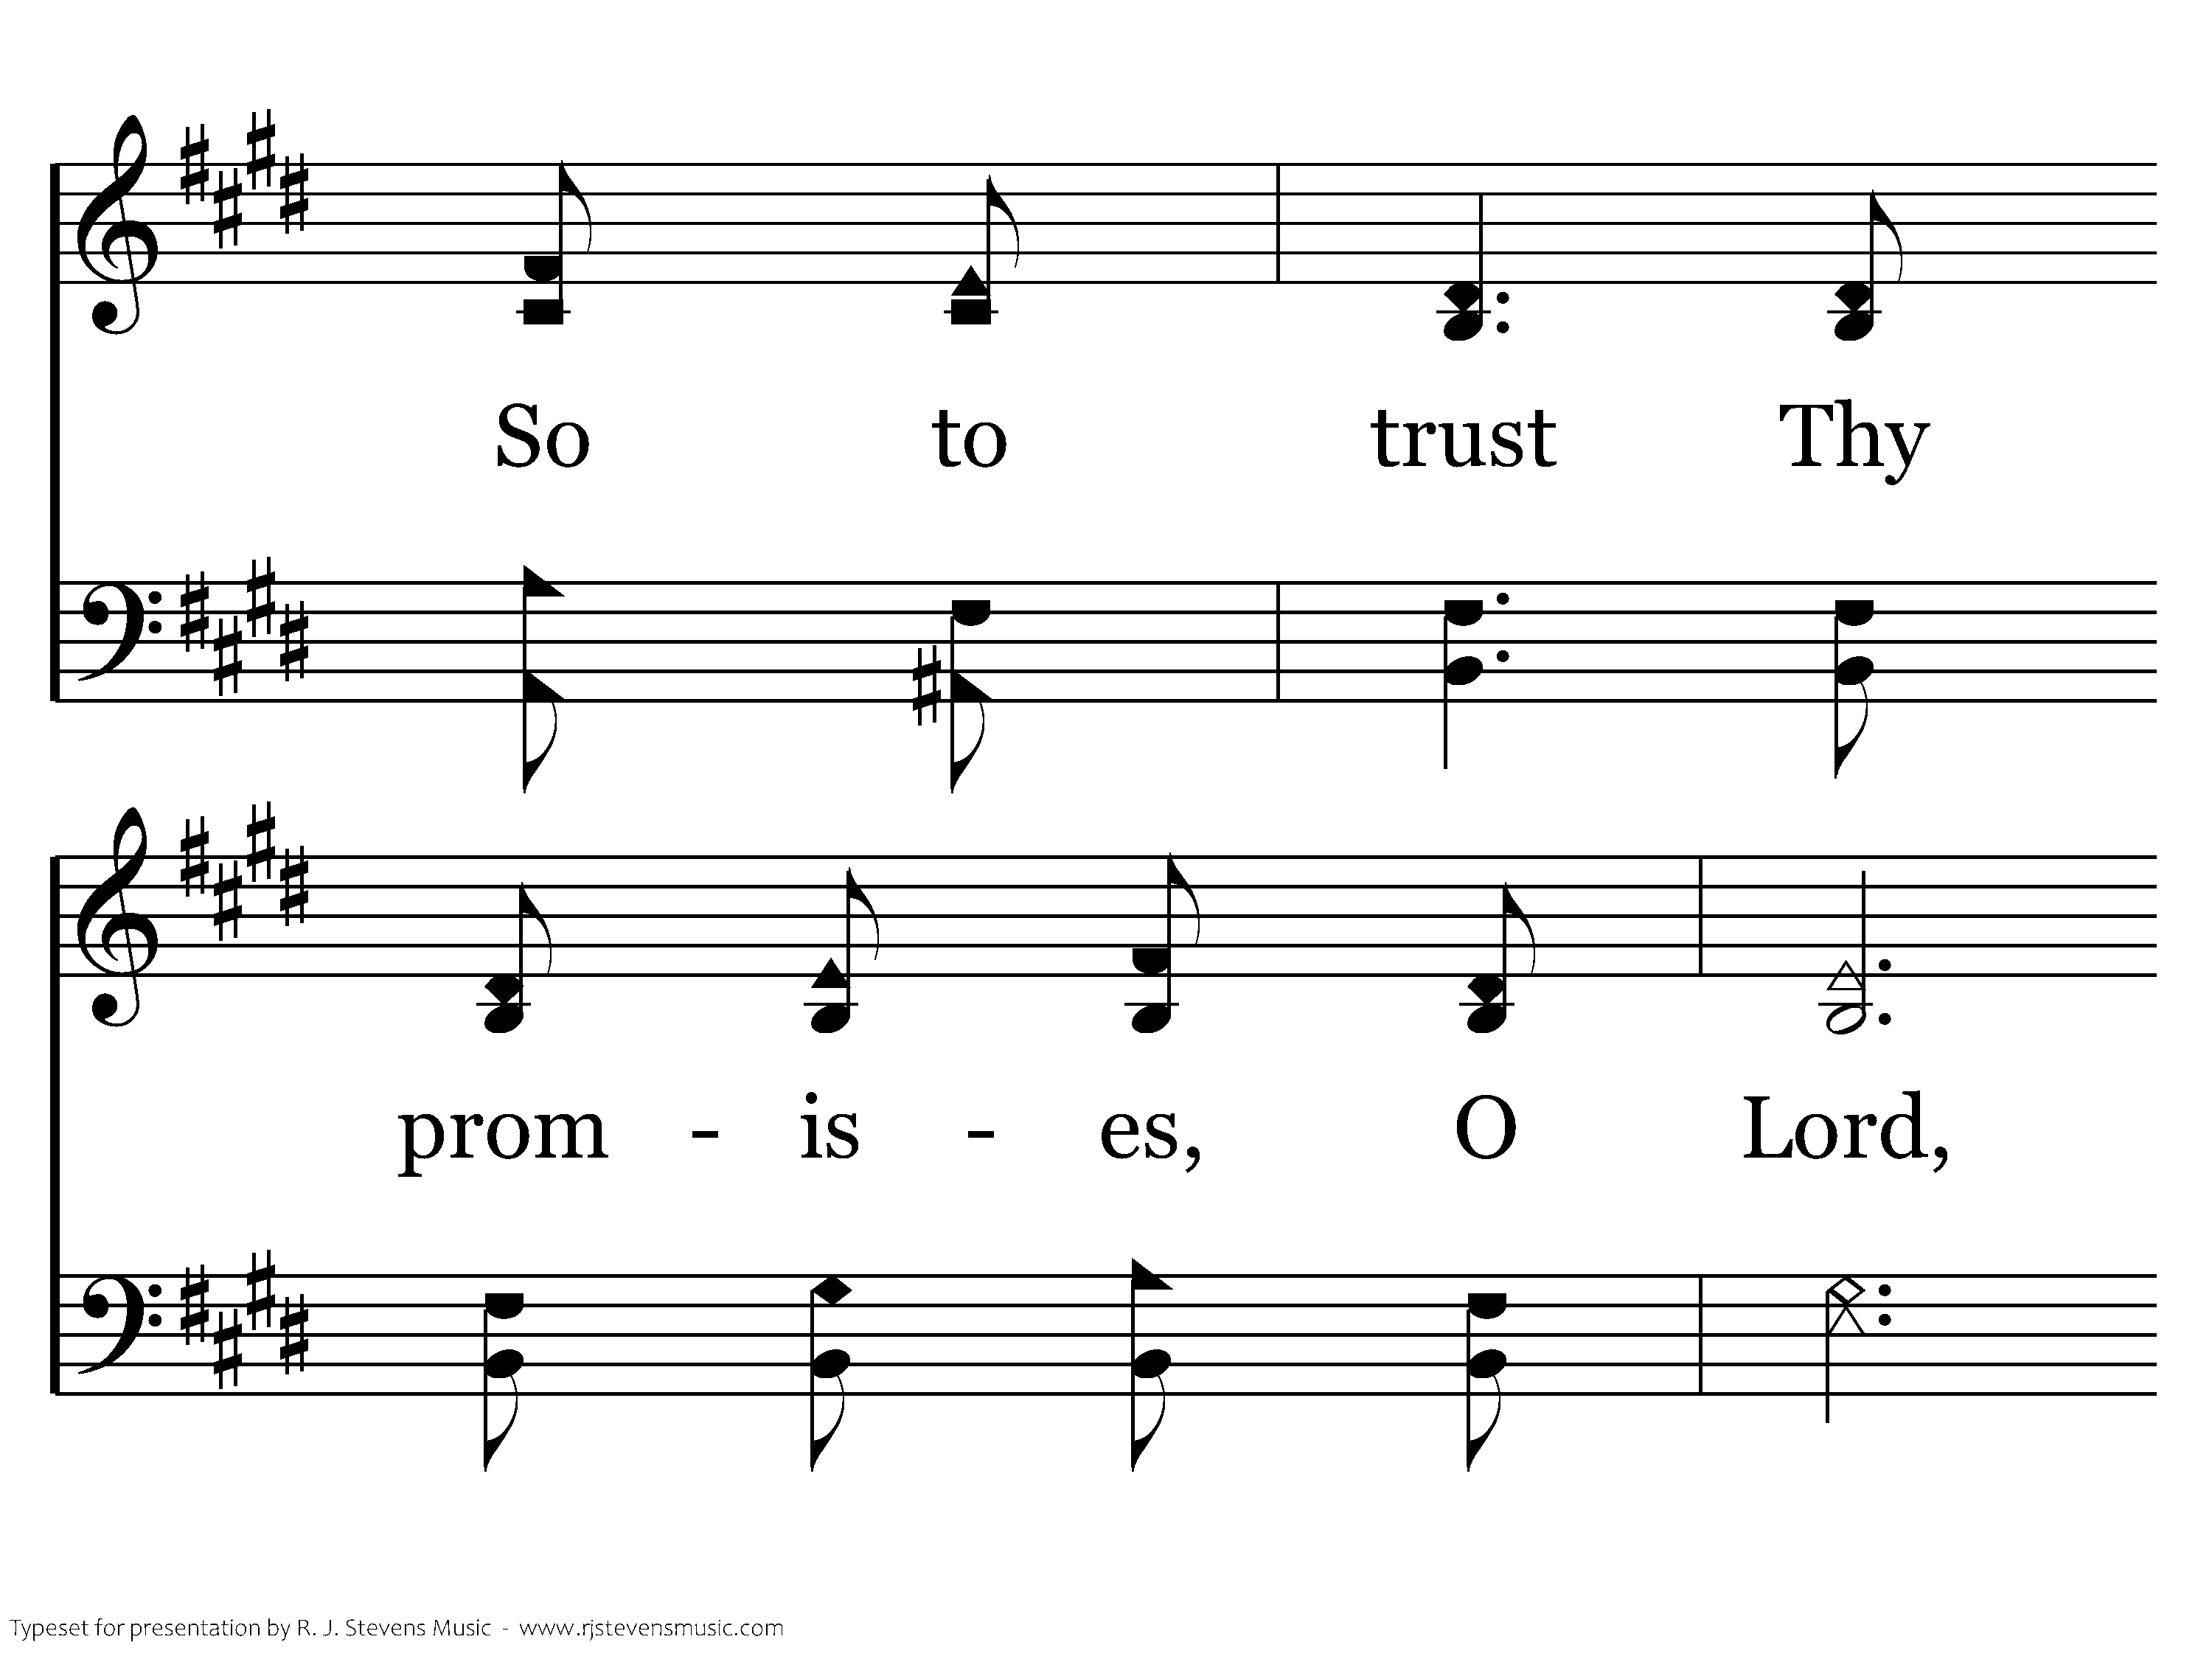 So to trust Thy
prom - is - es, O Lord,
Typeset for presentation by R. J. Stevens Music - www.rjstevensmusic.com